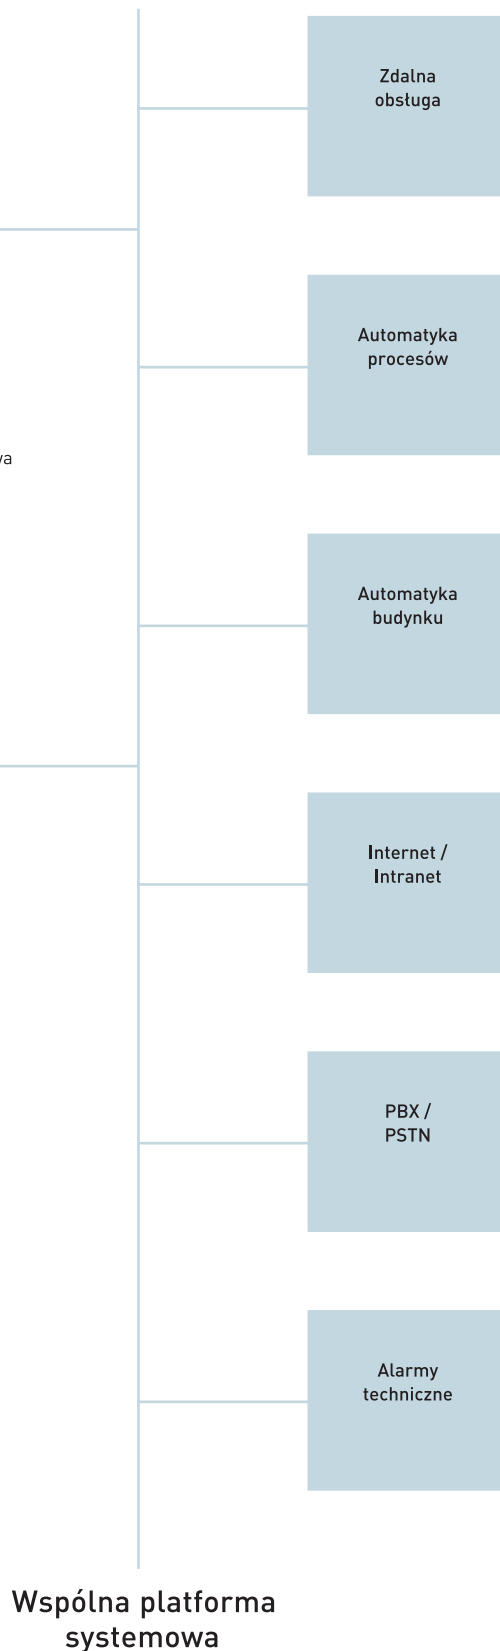 Zdalna
obsługa
Automatyka
procesów
Automatyka
budynku
Internet /
Intranet
PBX /
PSTN
Alarmy
techniczne
Wspólna platforma
systemowa